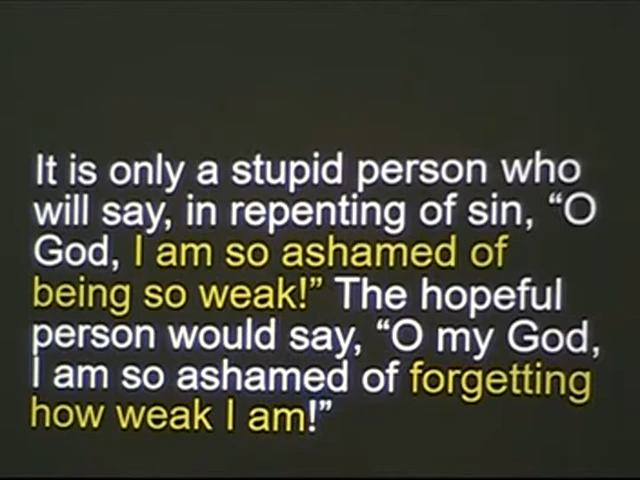 It is only a stupid person who
will say, in repenting of sin, “O
God, I am so ashamed of
being so weak!” The hopeful
person would say, “O my God,
I am so ashamed of forgetting
how weak I am!”